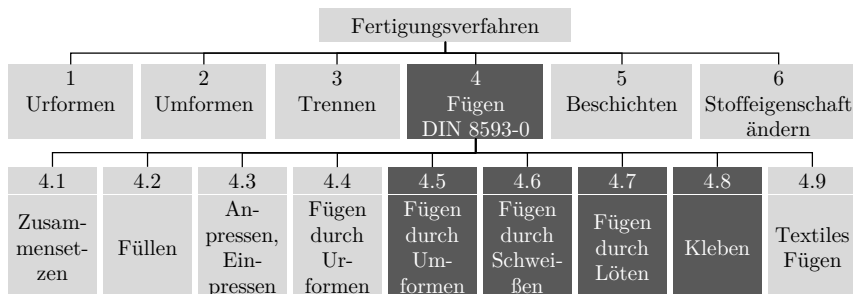 Fertigungsverfahren
1
Urformen
2
Umformen
3
Trennen
4
Fügen
DIN 8593-0
5
Beschichten
6
Stoffeigenschaft
ändern
4.1
Zusam-
menset-
zen
4.2
Füllen
4.3
An-
pressen,
Ein-
pressen
4.4
Fügen
durch
Ur-
formen
4.5
Fügen
durch
Um-
formen
4.6
Fügen
durch
Schwei-
ßen
4.7
Fügen
durch
Löten
4.8
Kleben
4.9
Textiles
Fügen